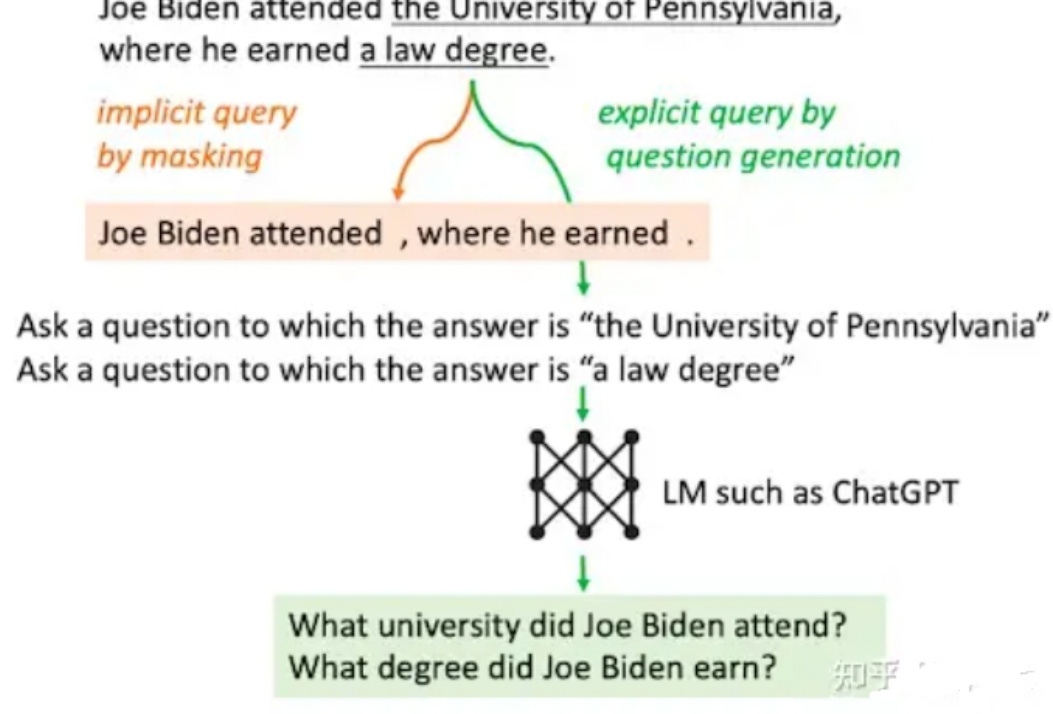 Joe Biden attended the University of Pennsylvania,
where he earned a law degree.
implicit query
by masking
explicit query by
question generation
Joe Biden attended , where he earned .
Ask a question to which the answer is “the University of Pennsylvania”
Ask a question to which the answer is “a law degree”
LM such as ChatGPT
What university did Joe Biden attend?
What degree did Joe Biden earn?
知乎